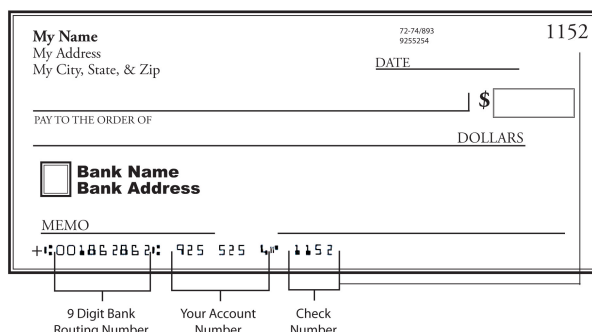 My Name
My Address
My City, State, & Zip
72-74/893
9255254
1152
DATE
$
PAY TO THE ORDER OF
DOLLARS
Bank Name
Bank Address
MEMO
⑆001862862⑆ 925 525 4⑈ 1152
9 Digit Bank
Routing Number
Your Account
Number
Check
Number